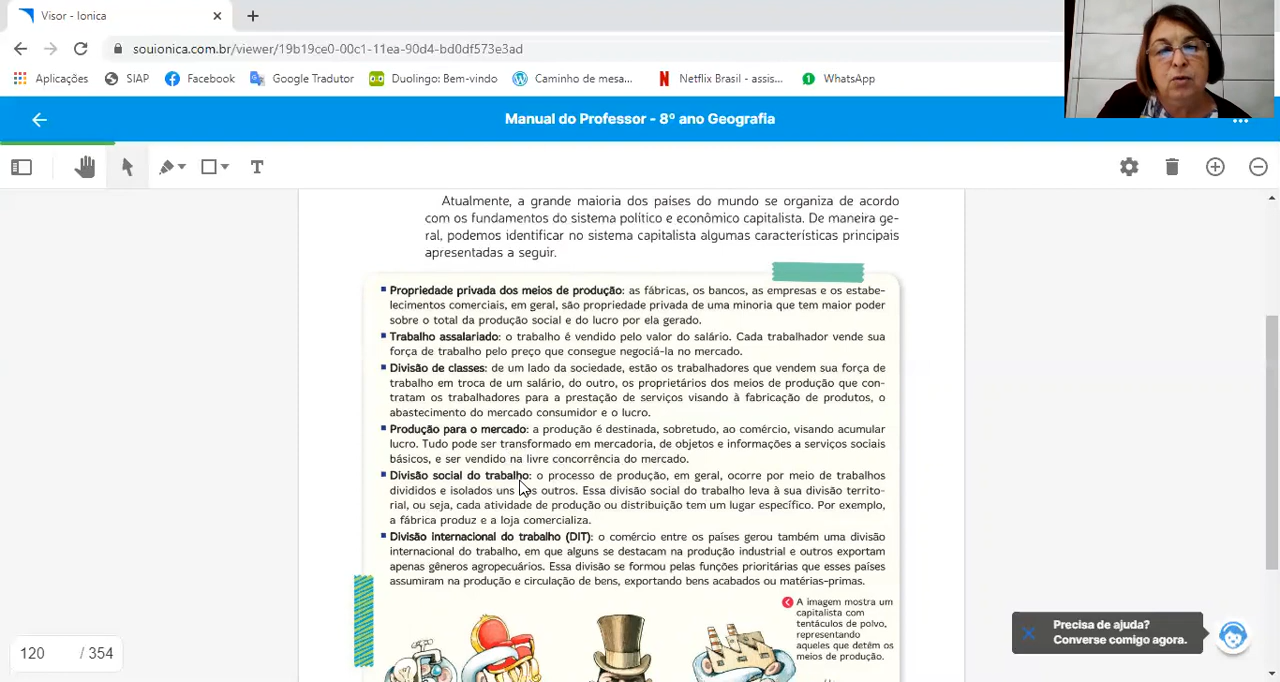 Visor - Ionica
souionica.com.br/viewer/19b19ce0-00c1-11ea-90d4-bd0df573e3ad
Aplicações SIAP Facebook Google Tradutor Duolingo: Bem-vindo Caminho de mesa... Netflix Brasil - assis... WhatsApp
Manual do Professor - 8º ano Geografia
Atualmente, a grande maioria dos países do mundo se organiza de acordo
com os fundamentos do sistema político e econômico capitalista. De maneira ge-
ral, podemos identificar no sistema capitalista algumas características principais
apresentadas a seguir.
Propriedade privada dos meios de produção: as fábricas, os bancos, as empresas e os estabe-
lecimentos comerciais, em geral, são propriedade privada de uma minoria que tem maior poder
sobre o total da produção social e do lucro por ela gerado.
Trabalho assalariado: o trabalho é vendido pelo valor do salário. Cada trabalhador vende sua
força de trabalho pelo preço que consegue negociá-la no mercado.
Divisão de classes: de um lado da sociedade, estão os trabalhadores que vendem sua força de
trabalho em troca de um salário, do outro, os proprietários dos meios de produção que con-
tratam os trabalhadores para a prestação de serviços visando à fabricação de produtos, o
abastecimento do mercado consumidor e o lucro.
Produção para o mercado: a produção é destinada, sobretudo, ao comércio, visando acumular
lucro. Tudo pode ser transformado em mercadoria, de objetos e informações a serviços sociais
básicos, e ser vendido na livre concorrência do mercado.
Divisão social do trabalho: o processo de produção, em geral, ocorre por meio de trabalhos
divididos e isolados uns dos outros. Essa divisão social do trabalho leva à sua divisão territo-
rial, ou seja, cada atividade de produção ou distribuição tem um lugar específico. Por exemplo,
a fábrica produz e a loja comercializa.
Divisão internacional do trabalho (DIT): o comércio entre os países gerou também uma divisão
internacional do trabalho, em que alguns se destacam na produção industrial e outros exportam
apenas gêneros agropecuários. Essa divisão se formou pelas funções prioritárias que esses países
assumiram na produção e circulação de bens, exportando bens acabados ou matérias-primas.
A imagem mostra um
capitalista com
tentáculos de polvo,
representando
aqueles que detêm os
meios de produção.
Precisa de ajuda?
Converse comigo agora.
120 / 354